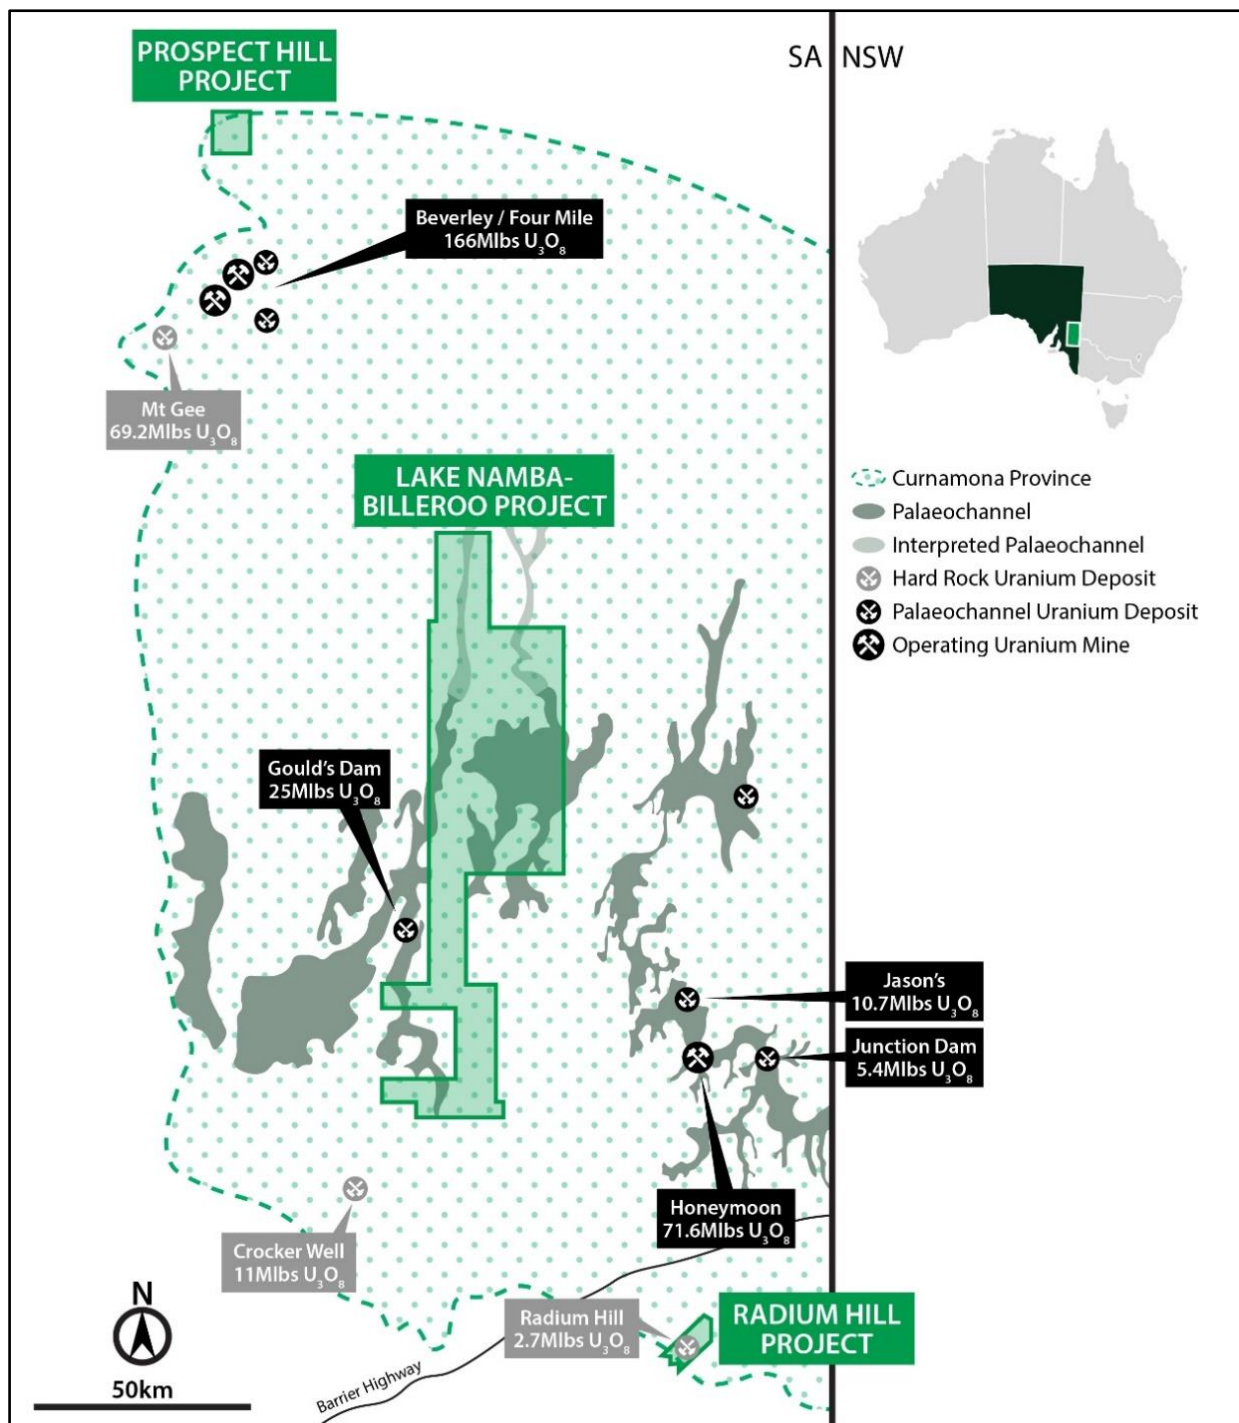 PROSPECT HILL
PROJECT
SA
NSW
Beverley / Four Mile
166Mlbs U₃O₈
Mt Gee
69.2Mlbs U₃O₈
LAKE NAMBA-
BILLEROO PROJECT
Curnamona Province
Palaeochannel
Interpreted Palaeochannel
Hard Rock Uranium Deposit
Palaeochannel Uranium Deposit
Operating Uranium Mine
Gould's Dam
25Mlbs U₃O₈
Jason's
10.7Mlbs U₃O₈
Junction Dam
5.4Mlbs U₃O₈
Honeymoon
71.6Mlbs U₃O₈
Crocker Well
11Mlbs U₃O₈
Radium Hill
2.7Mlbs U₃O₈
RADIUM HILL
PROJECT
N
50km
Barrier Highway